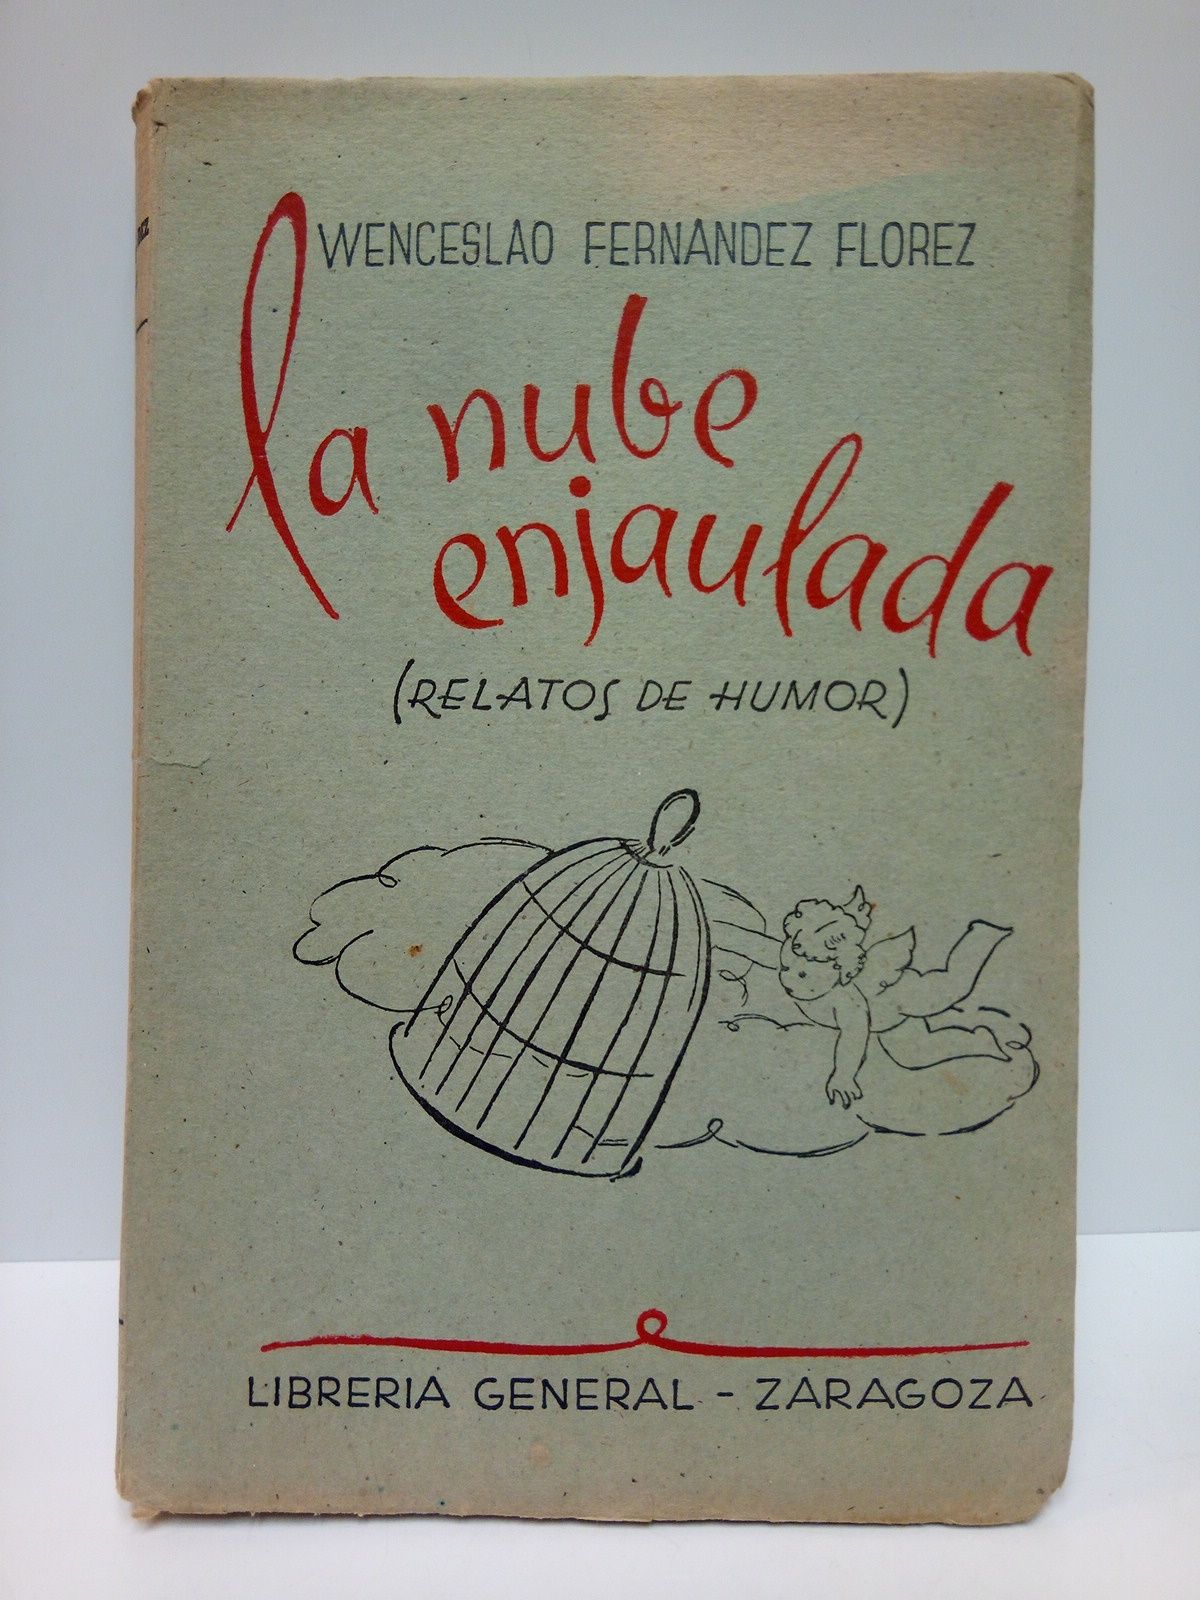 WENCESLAO FERNANDEZ FLOREZ
la nube
enjaulada
(RELATOS DE HUMOR)
LIBRERIA GENERAL - ZARAGOZA